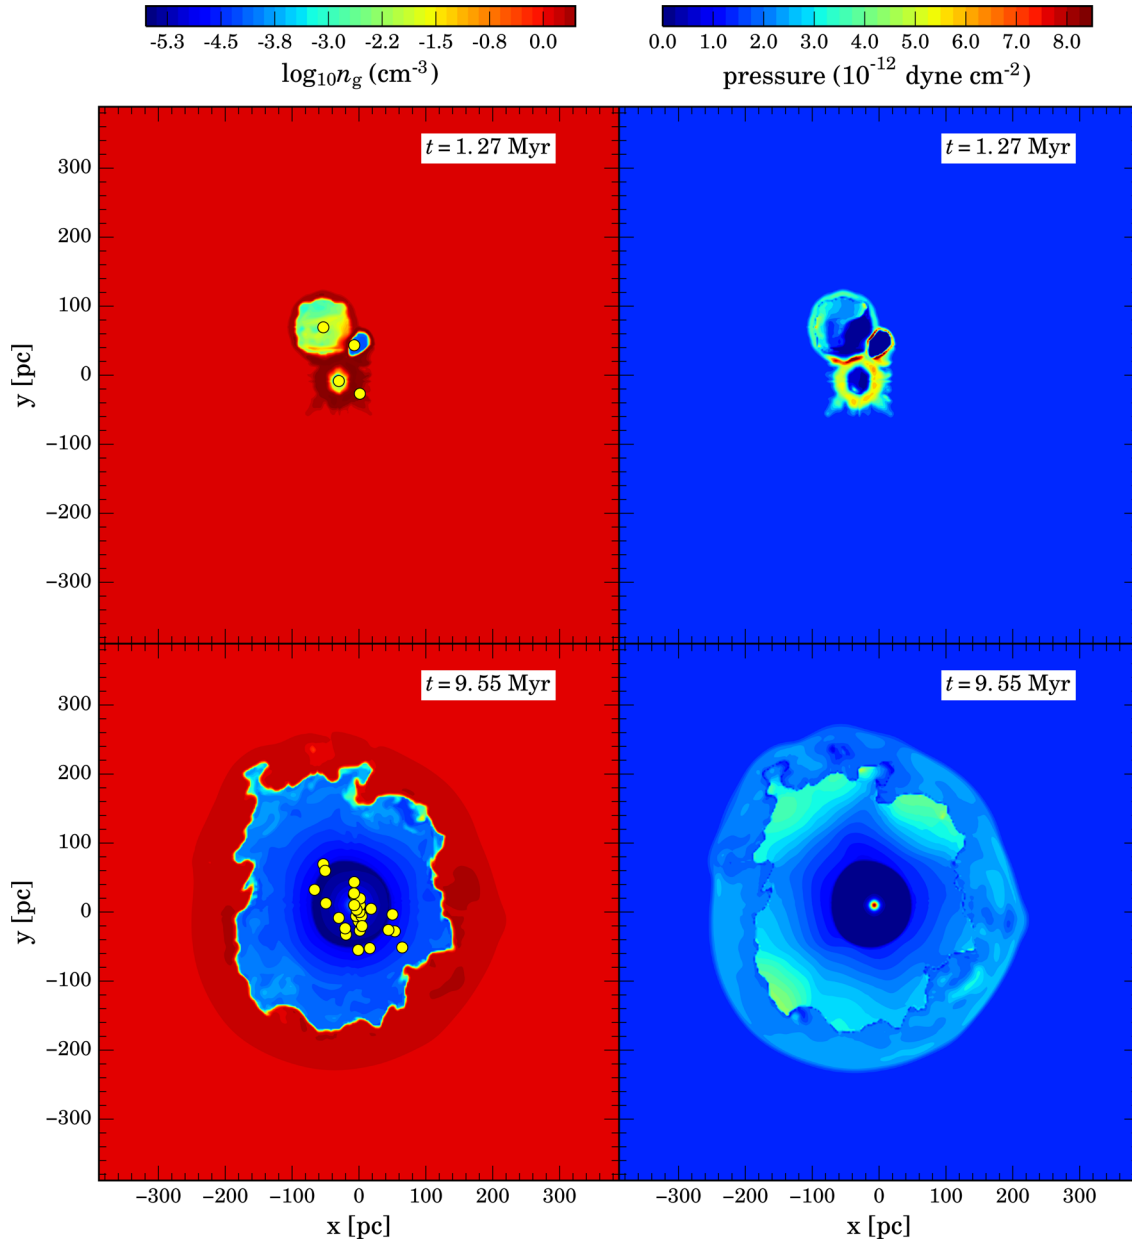 -5.3 -4.5 -3.8 -3.0 -2.2 -1.5 -0.8 0.0
log₁₀n_g (cm⁻³)
0.0 1.0 2.0 3.0 4.0 5.0 6.0 7.0 8.0
pressure (10⁻¹² dyne cm⁻²)
t = 1.27 Myr
t = 1.27 Myr
300
200
100
0
−100
−200
−300
y [pc]
t = 9.55 Myr
t = 9.55 Myr
300
200
100
0
−100
−200
−300
y [pc]
−300 −200 −100 0 100 200 300
x [pc]
−300 −200 −100 0 100 200 300
x [pc]